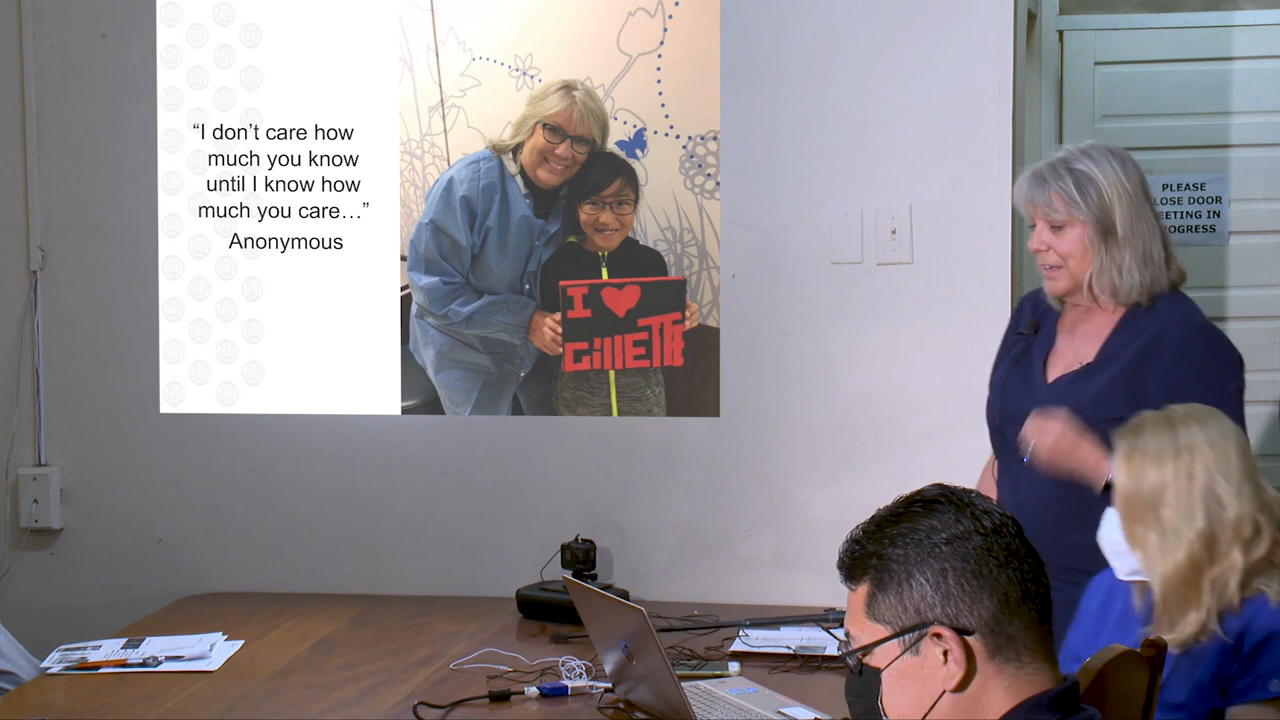 “I don’t care how
much you know
until I know how
much you care…”
Anonymous
I
GillETTE
PLEASE
LOSE DOOR
EETING IN
OGRESS